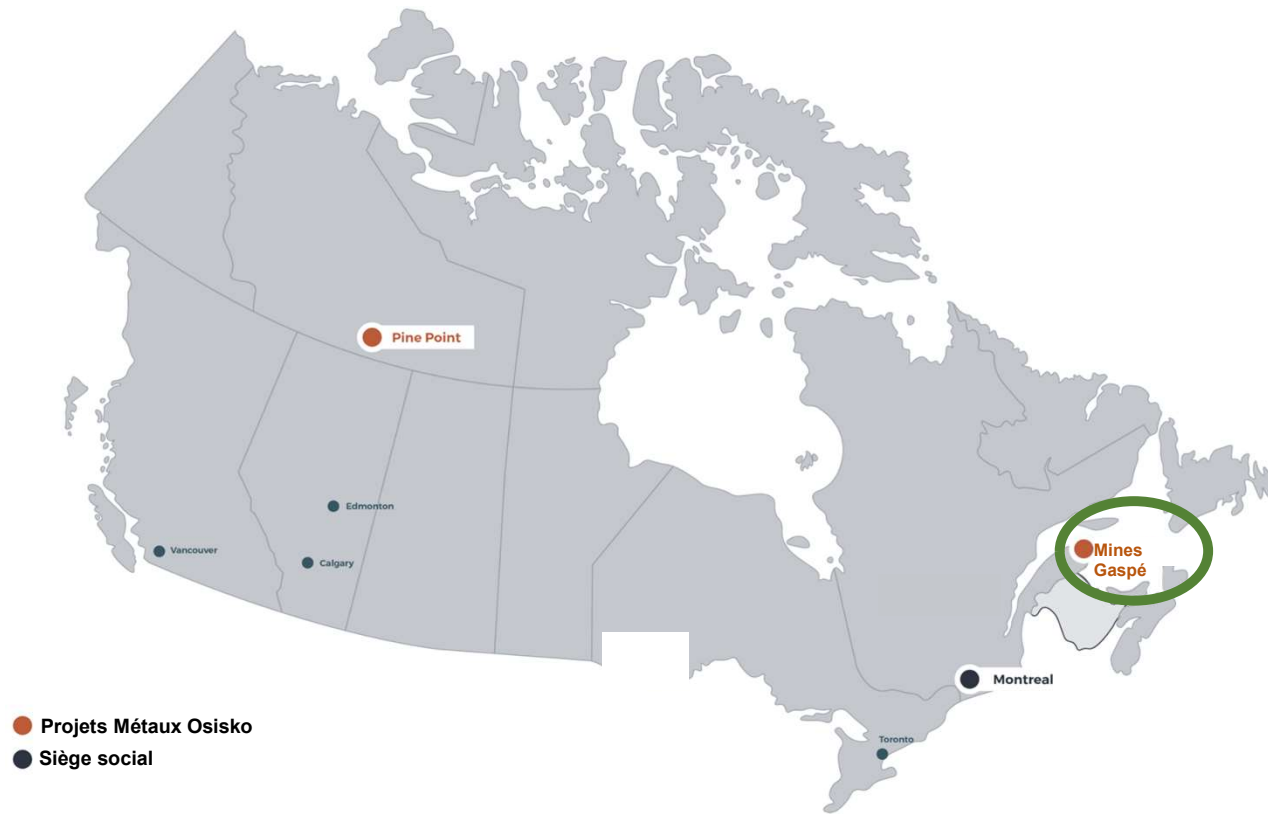 Pine Point
Edmonton
Vancouver
Calgary
Mines
Gaspé
Montreal
Toronto
Projets Métaux Osisko
Siège social